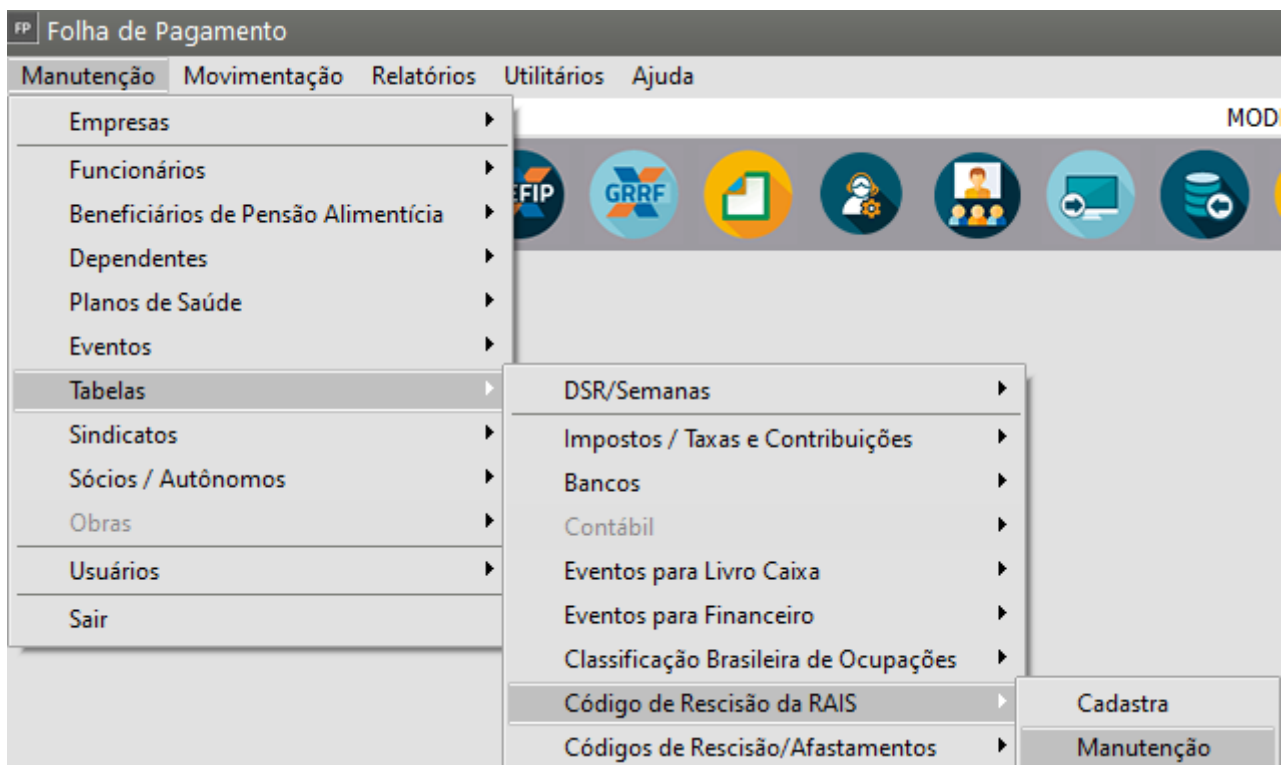 FP Folha de Pagamento
Manutenção Movimentação Relatórios Utilitários Ajuda
Empresas
Funcionários
Beneficiários de Pensão Alimentícia
Dependentes
Planos de Saúde
Eventos
Tabelas
Sindicatos
Sócios / Autônomos
Obras
Usuários
Sair
GRRF
DSR/Semanas
Impostos / Taxas e Contribuições
Bancos
Contábil
Eventos para Livro Caixa
Eventos para Financeiro
Classificação Brasileira de Ocupações
Código de Rescisão da RAIS
Códigos de Rescisão/Afastamentos
Cadastra
Manutenção